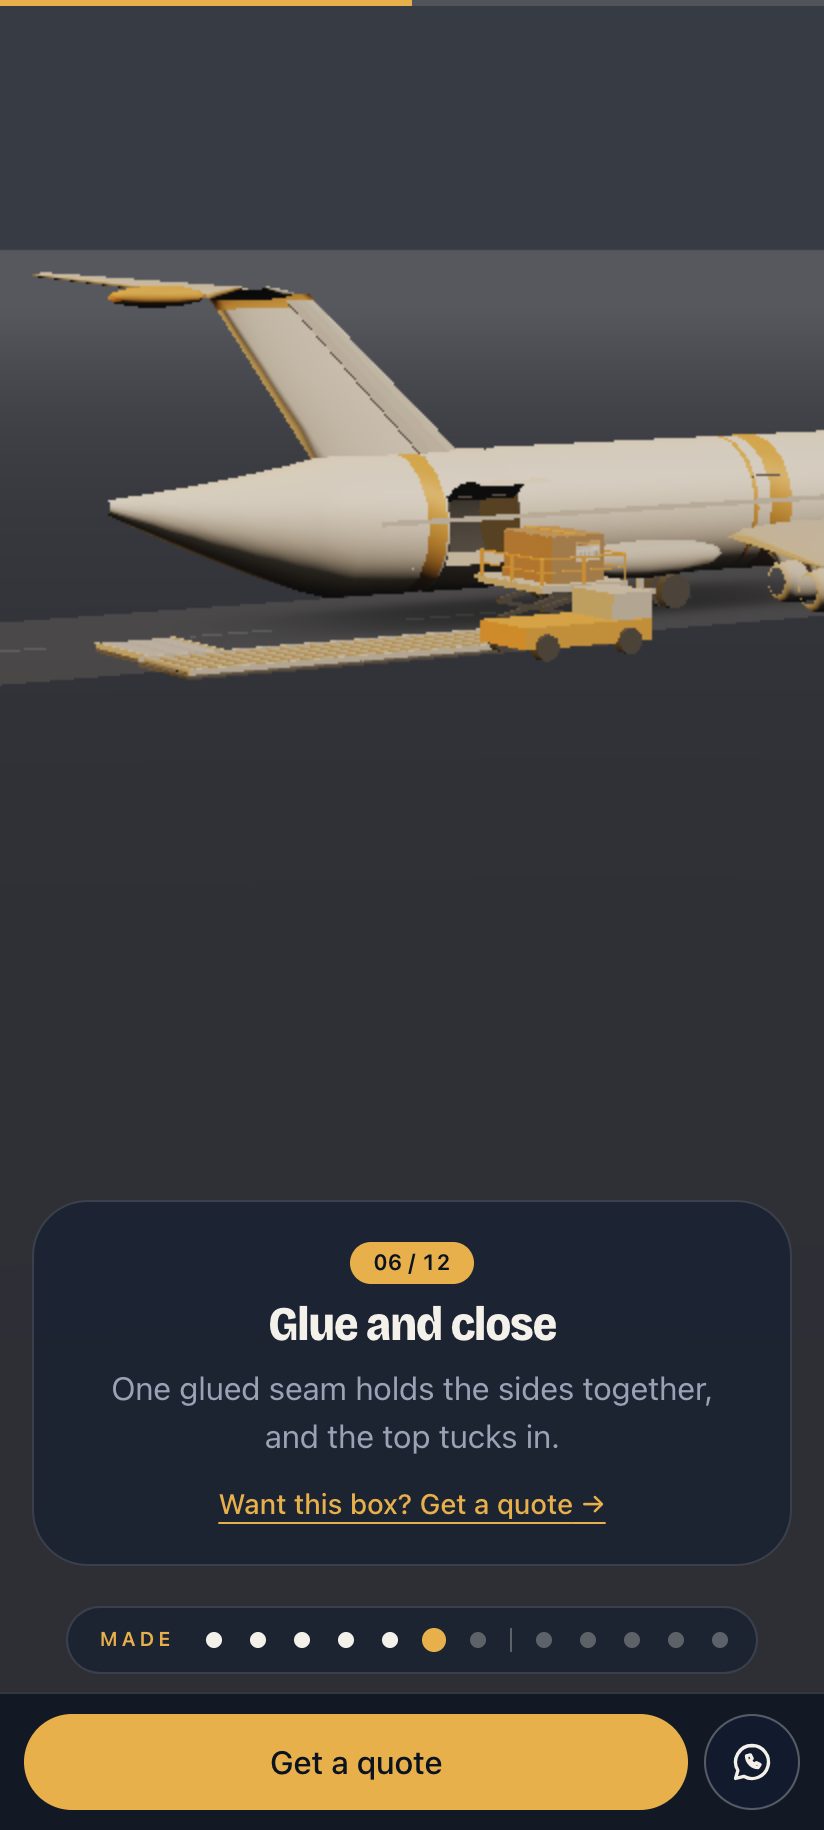 06 / 12
Glue and close
One glued seam holds the sides together,
and the top tucks in.
Want this box? Get a quote →
MADE
Get a quote